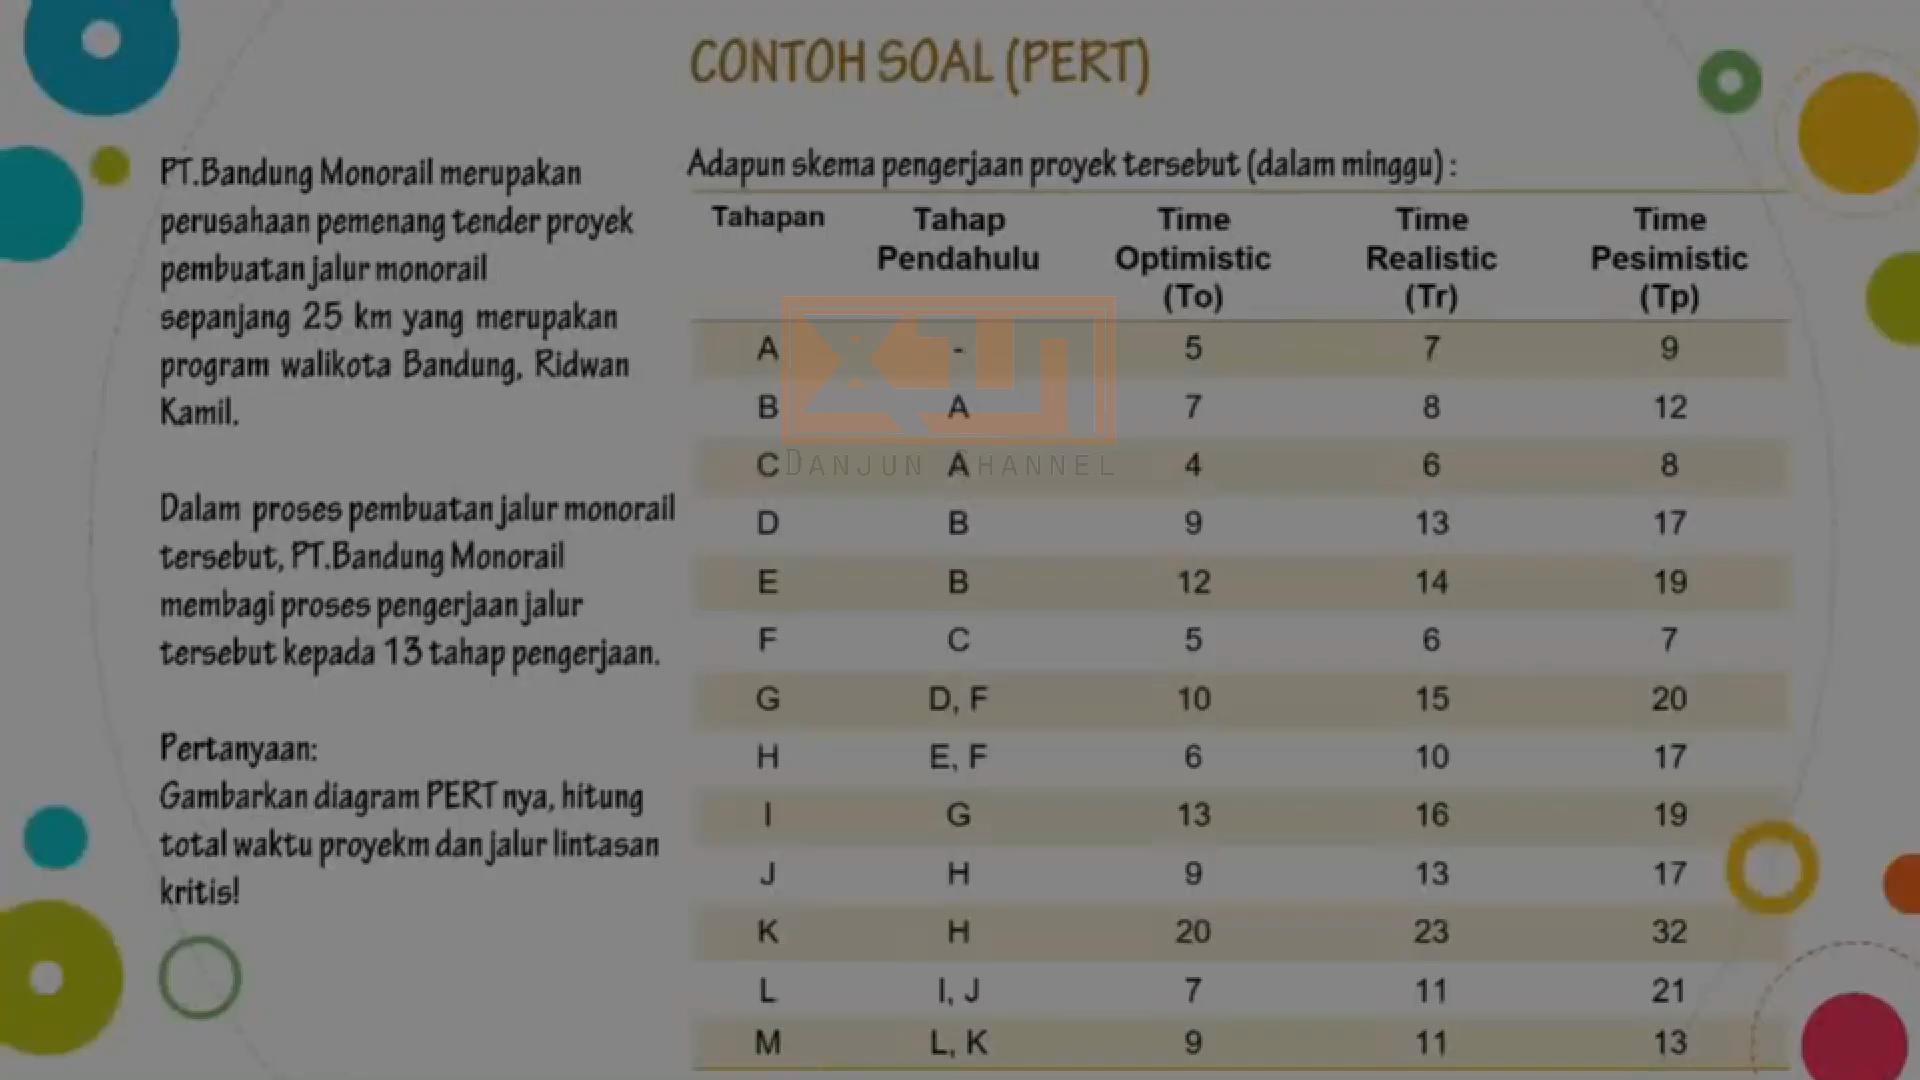 CONTOH SOAL (PERT)
PT.Bandung Monorail merupakan
perusahaan pemenang tender proyek
pembuatan jalur monorail
sepanjang 25 km yang merupakan
program walikota Bandung, Ridwan
Kamil.
Dalam proses pembuatan jalur monorail
tersebut, PT.Bandung Monorail
membagi proses pengerjaan jalur
tersebut kepada 13 tahap pengerjaan.
Pertanyaan:
Gambarkan diagram PERT nya, hitung
total waktu proyekm dan jalur lintasan
kritis!
Adapun skema pengerjaan proyek tersebut (dalam minggu) :
Tahapan Tahap Pendahulu Time Optimistic (To) Time Realistic (Tr) Time Pesimistic (Tp)
A - 5 7 9
B A 7 8 12
C A 4 6 8
D B 9 13 17
E B 12 14 19
F C 5 6 7
G D, F 10 15 20
H E, F 6 10 17
I G 13 16 19
J H 9 13 17
K H 20 23 32
L I, J 7 11 21
M L, K 9 11 13
DANJUN CHANNEL